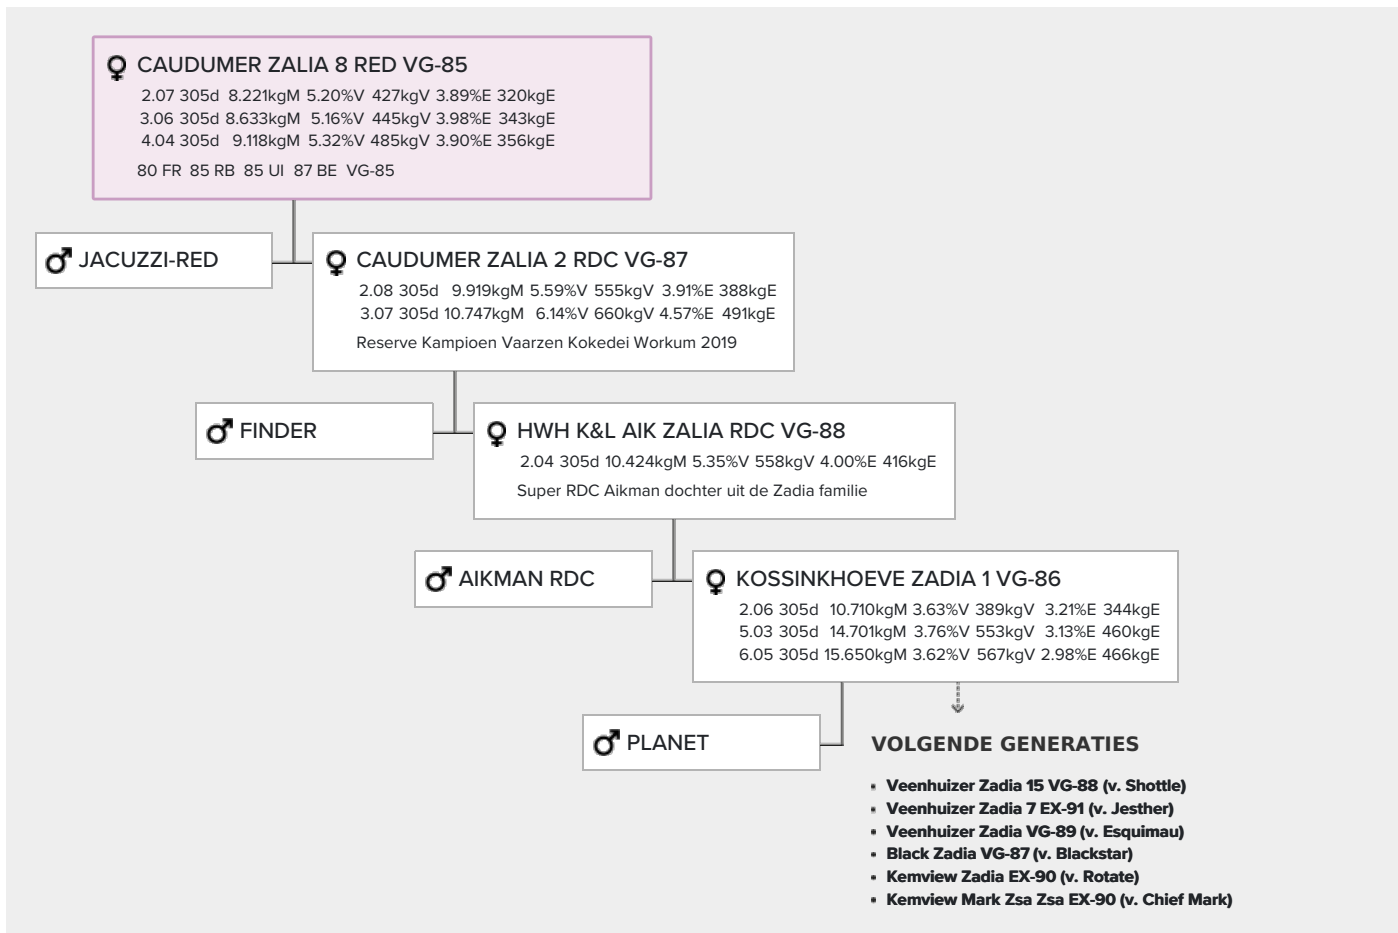 CAUDUMER ZALIA 8 RED VG-85
2.07 305d 8.221kgM 5.20%V 427kgV 3.89%E 320kgE
3.06 305d 8.633kgM 5.16%V 445kgV 3.98%E 343kgE
4.04 305d 9.118kgM 5.32%V 485kgV 3.90%E 356kgE
80 FR 85 RB 85 UI 87 BE VG-85
JACUZZI-RED
CAUDUMER ZALIA 2 RDC VG-87
2.08 305d 9.919kgM 5.59%V 555kgV 3.91%E 388kgE
3.07 305d 10.747kgM 6.14%V 660kgV 4.57%E 491kgE
Reserve Kampioen Vaarzen Kokedei Workum 2019
FINDER
HWH K&L AIK ZALIA RDC VG-88
2.04 305d 10.424kgM 5.35%V 558kgV 4.00%E 416kgE
Super RDC Aikman dochter uit de Zadia familie
AIKMAN RDC
KOSSINKHOEVE ZADIA 1 VG-86
2.06 305d 10.710kgM 3.63%V 389kgV 3.21%E 344kgE
5.03 305d 14.701kgM 3.76%V 553kgV 3.13%E 460kgE
6.05 305d 15.650kgM 3.62%V 567kgV 2.98%E 466kgE
PLANET
VOLGENDE GENERATIES
Veenhuizer Zadia 15 VG-88 (v. Shottle)
Veenhuizer Zadia 7 EX-91 (v. Jesther)
Veenhuizer Zadia VG-89 (v. Esquimau)
Black Zadia VG-87 (v. Blackstar)
Kemview Zadia EX-90 (v. Rotate)
Kemview Mark Zsa Zsa EX-90 (v. Chief Mark)